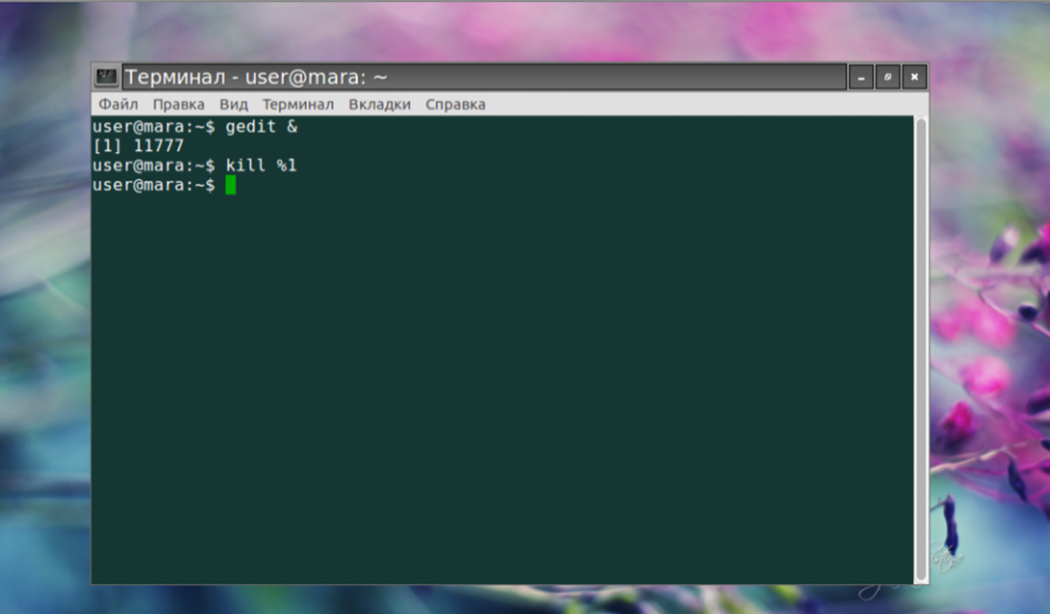 Терминал - user@mara: ~
Файл Правка Вид Терминал Вкладки Справка
user@mara:~$ gedit &
[1] 11777
user@mara:~$ kill %1
user@mara:~$